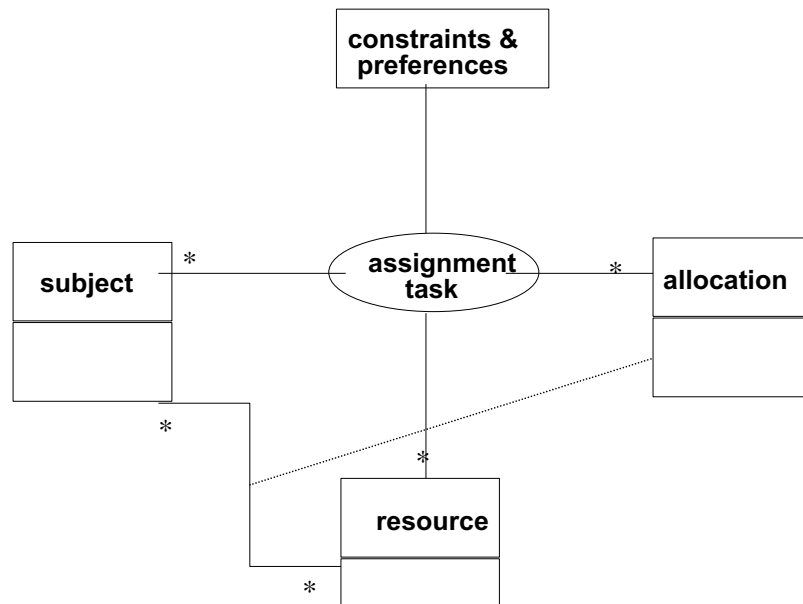 constraints &
preferences
*
subject
assignment
task
*
allocation
*
*
resource
*